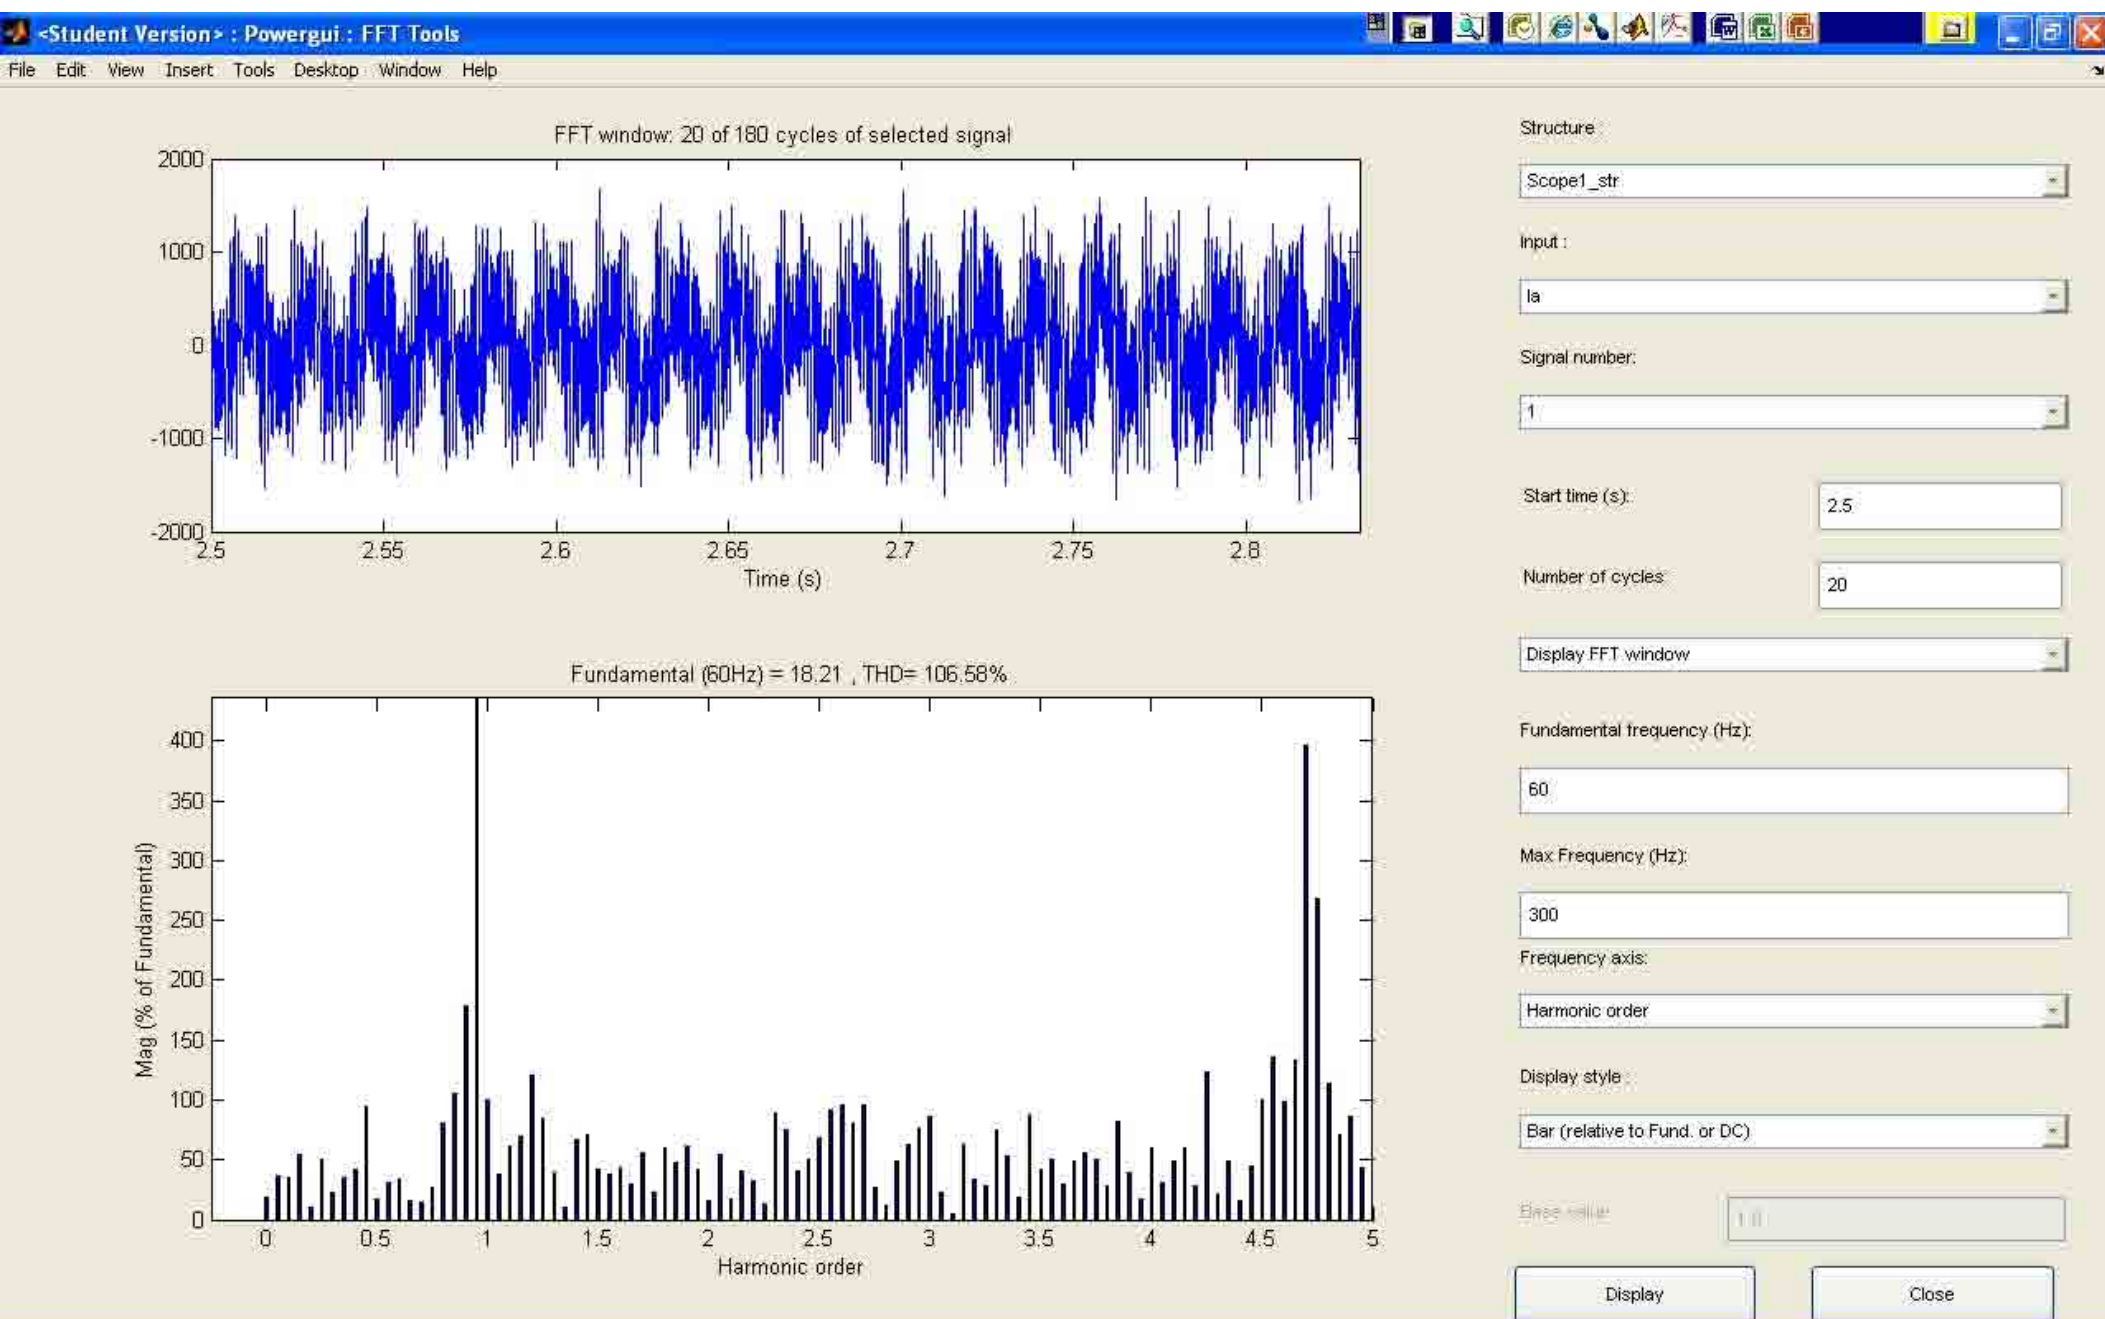 <Student Version> : Powergui : FFT Tools
File Edit View Insert Tools Desktop Window Help
FFT window: 20 of 180 cycles of selected signal
2000
1000
0
-1000
-2000
2.5 2.55 2.6 2.65 2.7 2.75 2.8
Time (s)
Fundamental (60Hz) = 18.21 , THD= 106.58%
400
350
300
250
200
150
100
50
0
Mag (% of Fundamental)
0 0.5 1 1.5 2 2.5 3 3.5 4 4.5 5
Harmonic order
Structure :
Scope1_str
Input :
Ia
Signal number:
1
Start time (s): 2.5
Number of cycles: 20
Display FFT window
Fundamental frequency (Hz):
60
Max Frequency (Hz):
300
Frequency axis:
Harmonic order
Display style :
Bar (relative to Fund. or DC)
Base value 1.0
Display Close